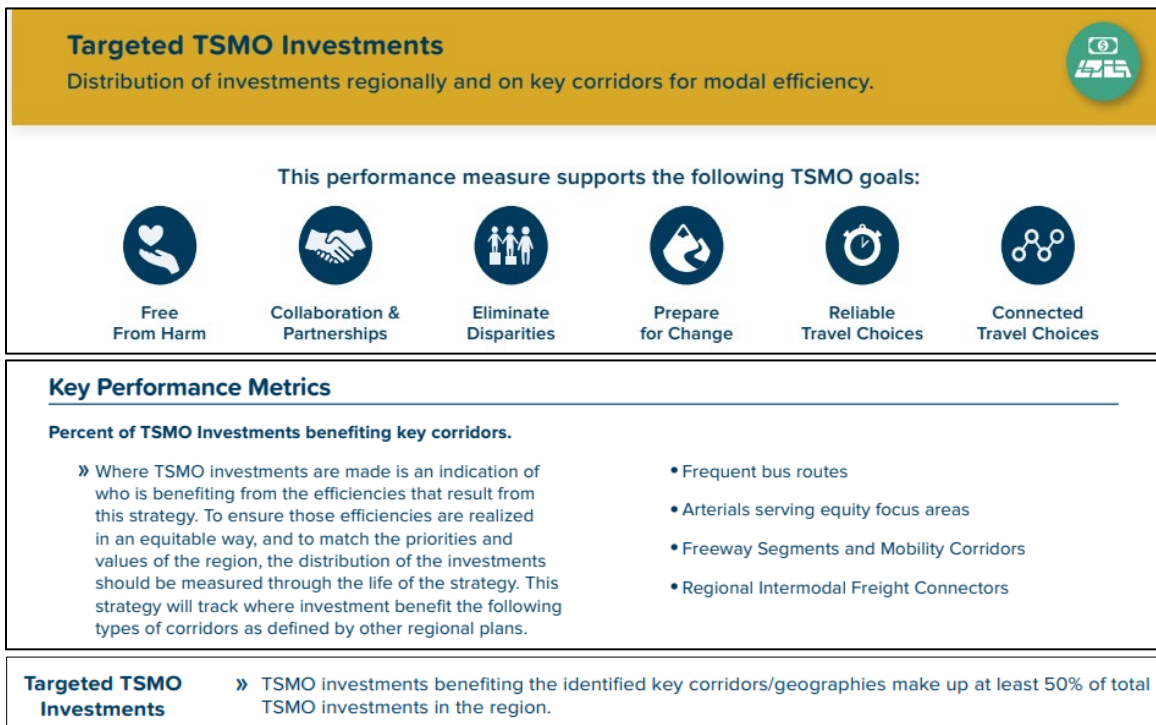 Targeted TSMO Investments
Distribution of investments regionally and on key corridors for modal efficiency.
This performance measure supports the following TSMO goals:
Free
From Harm
Collaboration &
Partnerships
Eliminate
Disparities
Prepare
for Change
Reliable
Travel Choices
Connected
Travel Choices
Key Performance Metrics
Percent of TSMO Investments benefiting key corridors.
» Where TSMO investments are made is an indication of
who is benefiting from the efficiencies that result from
this strategy. To ensure those efficiencies are realized
in an equitable way, and to match the priorities and
values of the region, the distribution of the investments
should be measured through the life of the strategy. This
strategy will track where investment benefit the following
types of corridors as defined by other regional plans.
• Frequent bus routes
• Arterials serving equity focus areas
• Freeway Segments and Mobility Corridors
• Regional Intermodal Freight Connectors
Targeted TSMO
Investments
» TSMO investments benefiting the identified key corridors/geographies make up at least 50% of total
TSMO investments in the region.